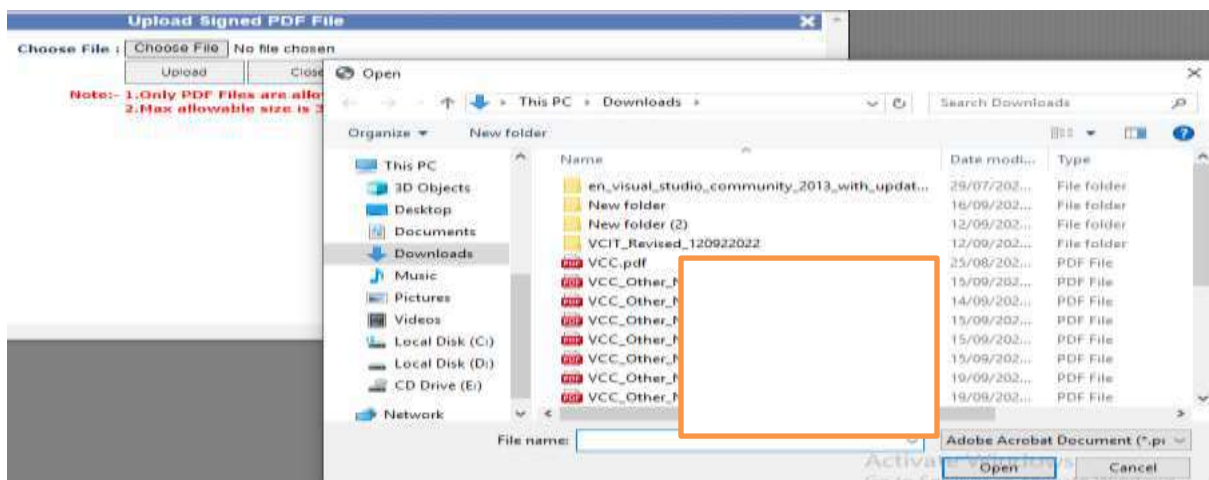 Upload Signed PDF File
Choose File : Choose File No file chosen
Upload Close
Note:- 1.Only PDF Files are allo
2.Max allowable size is 3
Open
This PC Downloads
Search Downloads
Organize New folder
Name Date modi... Type
This PC
3D Objects
Desktop
Documents
Downloads
Music
Pictures
Videos
Local Disk (C:)
Local Disk (D:)
CD Drive (E:)
Network
en_visual_studio_community_2013_with_updat... 29/07/202... File folder
New folder 16/09/202... File folder
New folder (2) 12/09/202... File folder
VCIT_Revised_120922022 12/09/202... File folder
VCC.pdf 25/08/202... PDF File
VCC_Other_N 15/09/202... PDF File
VCC_Other_N 14/09/202... PDF File
VCC_Other_N 15/09/202... PDF File
VCC_Other_N 15/09/202... PDF File
VCC_Other_N 15/09/202... PDF File
VCC_Other_N 19/09/202... PDF File
VCC_Other_N 19/09/202... PDF File
File name: Adobe Acrobat Document (*.p
Activate Windows
Open Cancel